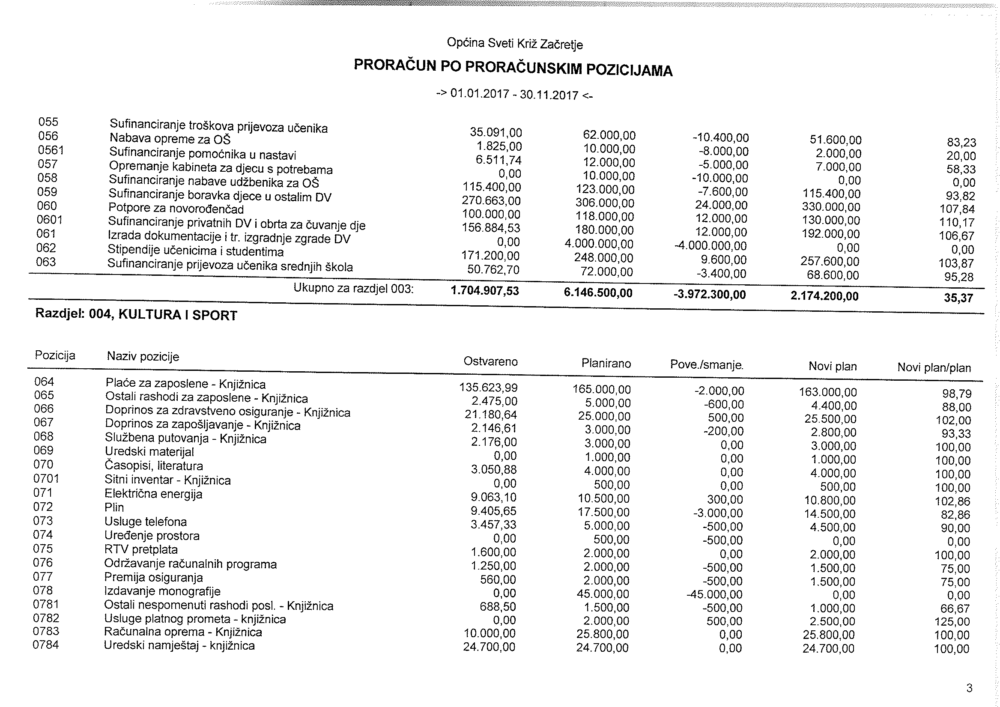 Općina Sveti Križ Začretje
PRORAČUN PO PRORAČUNSKIM POZICIJAMA
-> 01.01.2017 - 30.11.2017 <-
055 Sufinanciranje troškova prijevoza učenika 35.091,00 62.000,00 -10.400,00 51.600,00 83,23
056 Nabava opreme za OŠ 1.825,00 10.000,00 -8.000,00 2.000,00 20,00
0561 Sufinanciranje pomoćnika u nastavi 6.511,74 12.000,00 -5.000,00 7.000,00 58,33
057 Opremanje kabineta za djecu s potrebama 0,00 10.000,00 -10.000,00 0,00 0,00
058 Sufinanciranje nabave udžbenika za OŠ 115.400,00 123.000,00 -7.600,00 115.400,00 93,82
059 Sufinanciranje boravka djece u ostalim DV 270.663,00 306.000,00 24.000,00 330.000,00 107,84
060 Potpore za novorođenčad 100.000,00 118.000,00 12.000,00 130.000,00 110,17
0601 Sufinanciranje privatnih DV i obrta za čuvanje dje 156.884,53 180.000,00 12.000,00 192.000,00 106,67
061 Izrada dokumentacije i tr. izgradnje zgrade DV 0,00 4.000.000,00 -4.000.000,00 0,00 0,00
062 Stipendije učenicima i studentima 171.200,00 248.000,00 9.600,00 257.600,00 103,87
063 Sufinanciranje prijevoza učenika srednjih škola 50.762,70 72.000,00 -3.400,00 68.600,00 95,28
Ukupno za razdjel 003: 1.704.907,53 6.146.500,00 -3.972.300,00 2.174.200,00 35,37
Razdjel: 004, KULTURA I SPORT
Pozicija Naziv pozicije Ostvareno Planirano Pove./smanje. Novi plan Novi plan/plan
064 Plaće za zaposlene - Knjižnica 135.623,99 165.000,00 -2.000,00 163.000,00 98,79
065 Ostali rashodi za zaposlene - Knjižnica 2.475,00 5.000,00 -600,00 4.400,00 88,00
066 Doprinos za zdravstveno osiguranje - Knjižnica 21.180,64 25.000,00 500,00 25.500,00 102,00
067 Doprinos za zapošljavanje - Knjižnica 2.146,61 3.000,00 -200,00 2.800,00 93,33
068 Službena putovanja - Knjižnica 2.176,00 3.000,00 0,00 3.000,00 100,00
069 Uredski materijal 0,00 1.000,00 0,00 1.000,00 100,00
070 Časopisi, literatura 3.050,88 4.000,00 0,00 4.000,00 100,00
0701 Sitni inventar - Knjižnica 0,00 500,00 0,00 500,00 100,00
071 Električna energija 9.063,10 10.500,00 300,00 10.800,00 102,86
072 Plin 9.405,65 17.500,00 -3.000,00 14.500,00 82,86
073 Usluge telefona 3.457,33 5.000,00 -500,00 4.500,00 90,00
074 Uređenje prostora 0,00 500,00 -500,00 0,00 0,00
075 RTV pretplata 1.600,00 2.000,00 0,00 2.000,00 100,00
076 Održavanje računalnih programa 1.250,00 2.000,00 -500,00 1.500,00 75,00
077 Premija osiguranja 560,00 2.000,00 -500,00 1.500,00 75,00
078 Izdavanje monografije 0,00 45.000,00 -45.000,00 0,00 0,00
0781 Ostali nespomenuti rashodi posl. - Knjižnica 688,50 1.500,00 -500,00 1.000,00 66,67
0782 Usluge platnog prometa - knjižnica 0,00 2.000,00 500,00 2.500,00 125,00
0783 Računalna oprema - Knjižnica 10.000,00 25.800,00 0,00 25.800,00 100,00
0784 Uredski namještaj - knjižnica 24.700,00 24.700,00 0,00 24.700,00 100,00
3